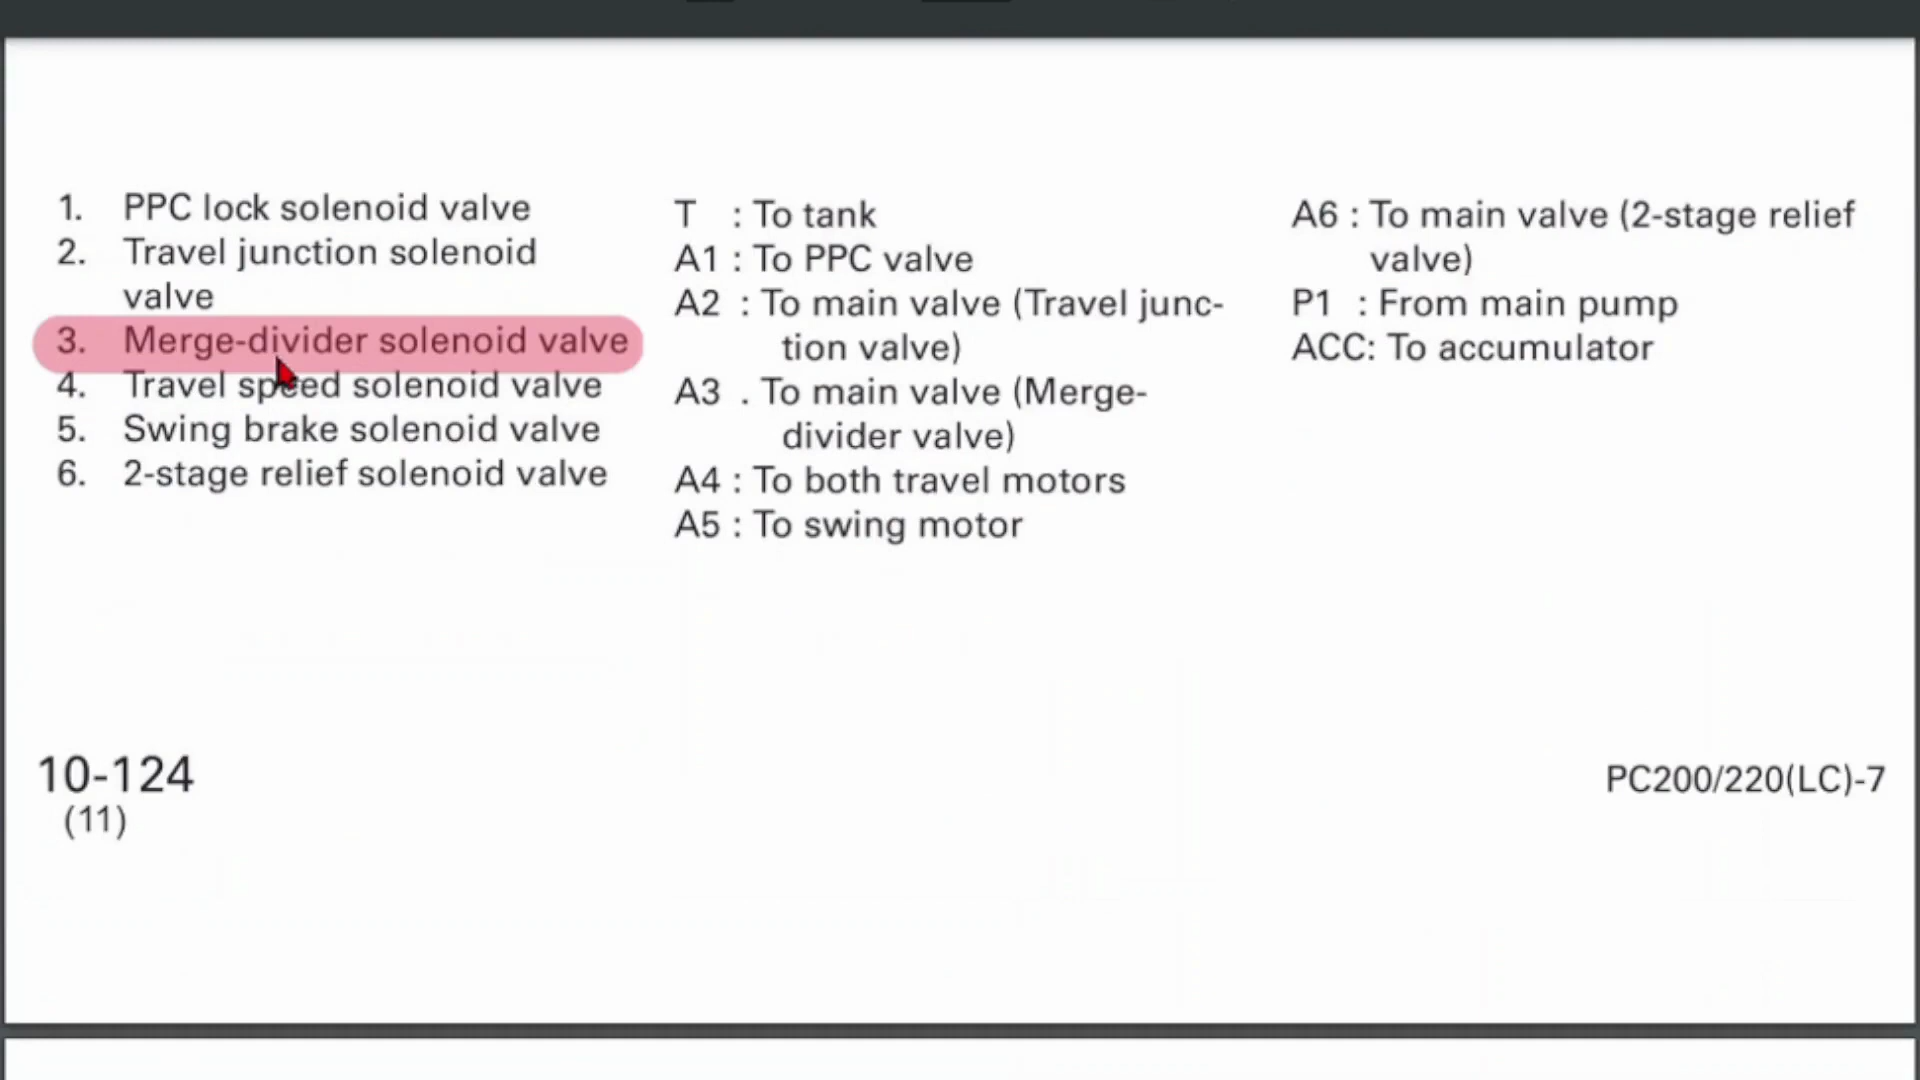 1. PPC lock solenoid valve
2. Travel junction solenoid
valve
3. Merge-divider solenoid valve
4. Travel speed solenoid valve
5. Swing brake solenoid valve
6. 2-stage relief solenoid valve
T : To tank
A1 : To PPC valve
A2 : To main valve (Travel junc-
tion valve)
A3 . To main valve (Merge-
divider valve)
A4 : To both travel motors
A5 : To swing motor
A6 : To main valve (2-stage relief
valve)
P1 : From main pump
ACC: To accumulator
10-124
(11)
PC200/220(LC)-7